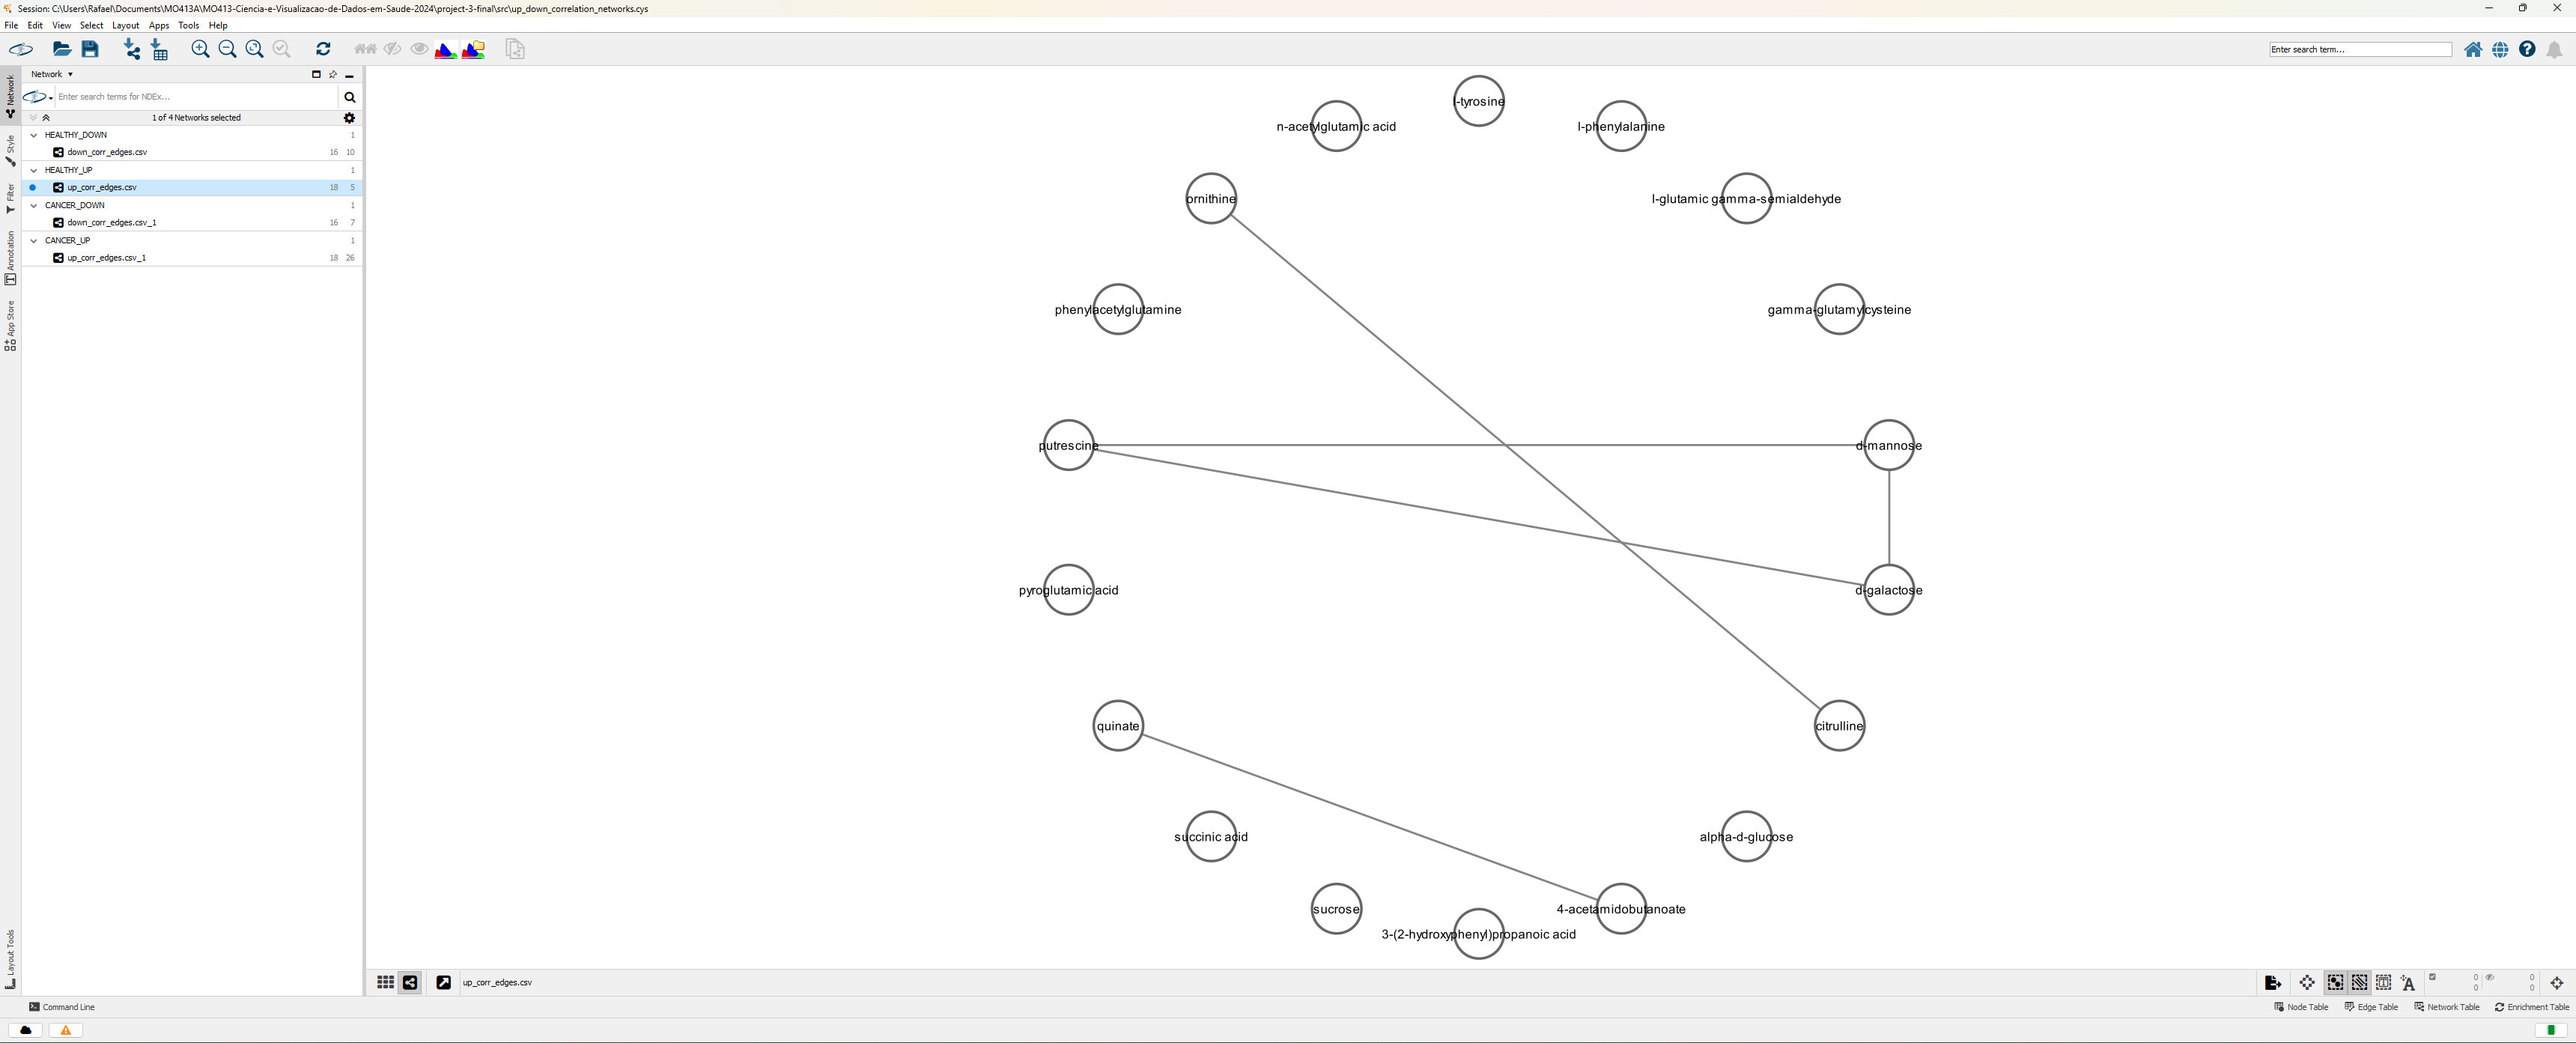 Session: C:\Users\Rafael\Documents\MO413A\MO413-Ciencia-e-Visualizacao-de-Dados-em-Saude-2024\project-3-final\src\up_down_correlation_networks.cys
File Edit View Select Layout Apps Tools Help
Enter search term...
Network
Enter search terms for NDEx...
1 of 4 Networks selected
HEALTHY_DOWN 1
down_corr_edges.csv 16 10
HEALTHY_UP 1
up_corr_edges.csv 18 5
CANCER_DOWN 1
down_corr_edges.csv_1 16 7
CANCER_UP 1
up_corr_edges.csv_1 18 26
Network
Style
Filter
Annotation
App Store
Layout Tools
l-tyrosine
n-acetylglutamic acid
l-phenylalanine
ornithine
l-glutamic gamma-semialdehyde
phenylacetylglutamine
gamma-glutamylcysteine
putrescine
d-mannose
pyroglutamic acid
d-galactose
quinate
citrulline
succinic acid
alpha-d-glucose
sucrose
4-acetamidobutanoate
3-(2-hydroxyphenyl)propanoic acid
up_corr_edges.csv
0 0
0 0
Command Line
Node Table Edge Table Network Table Enrichment Table